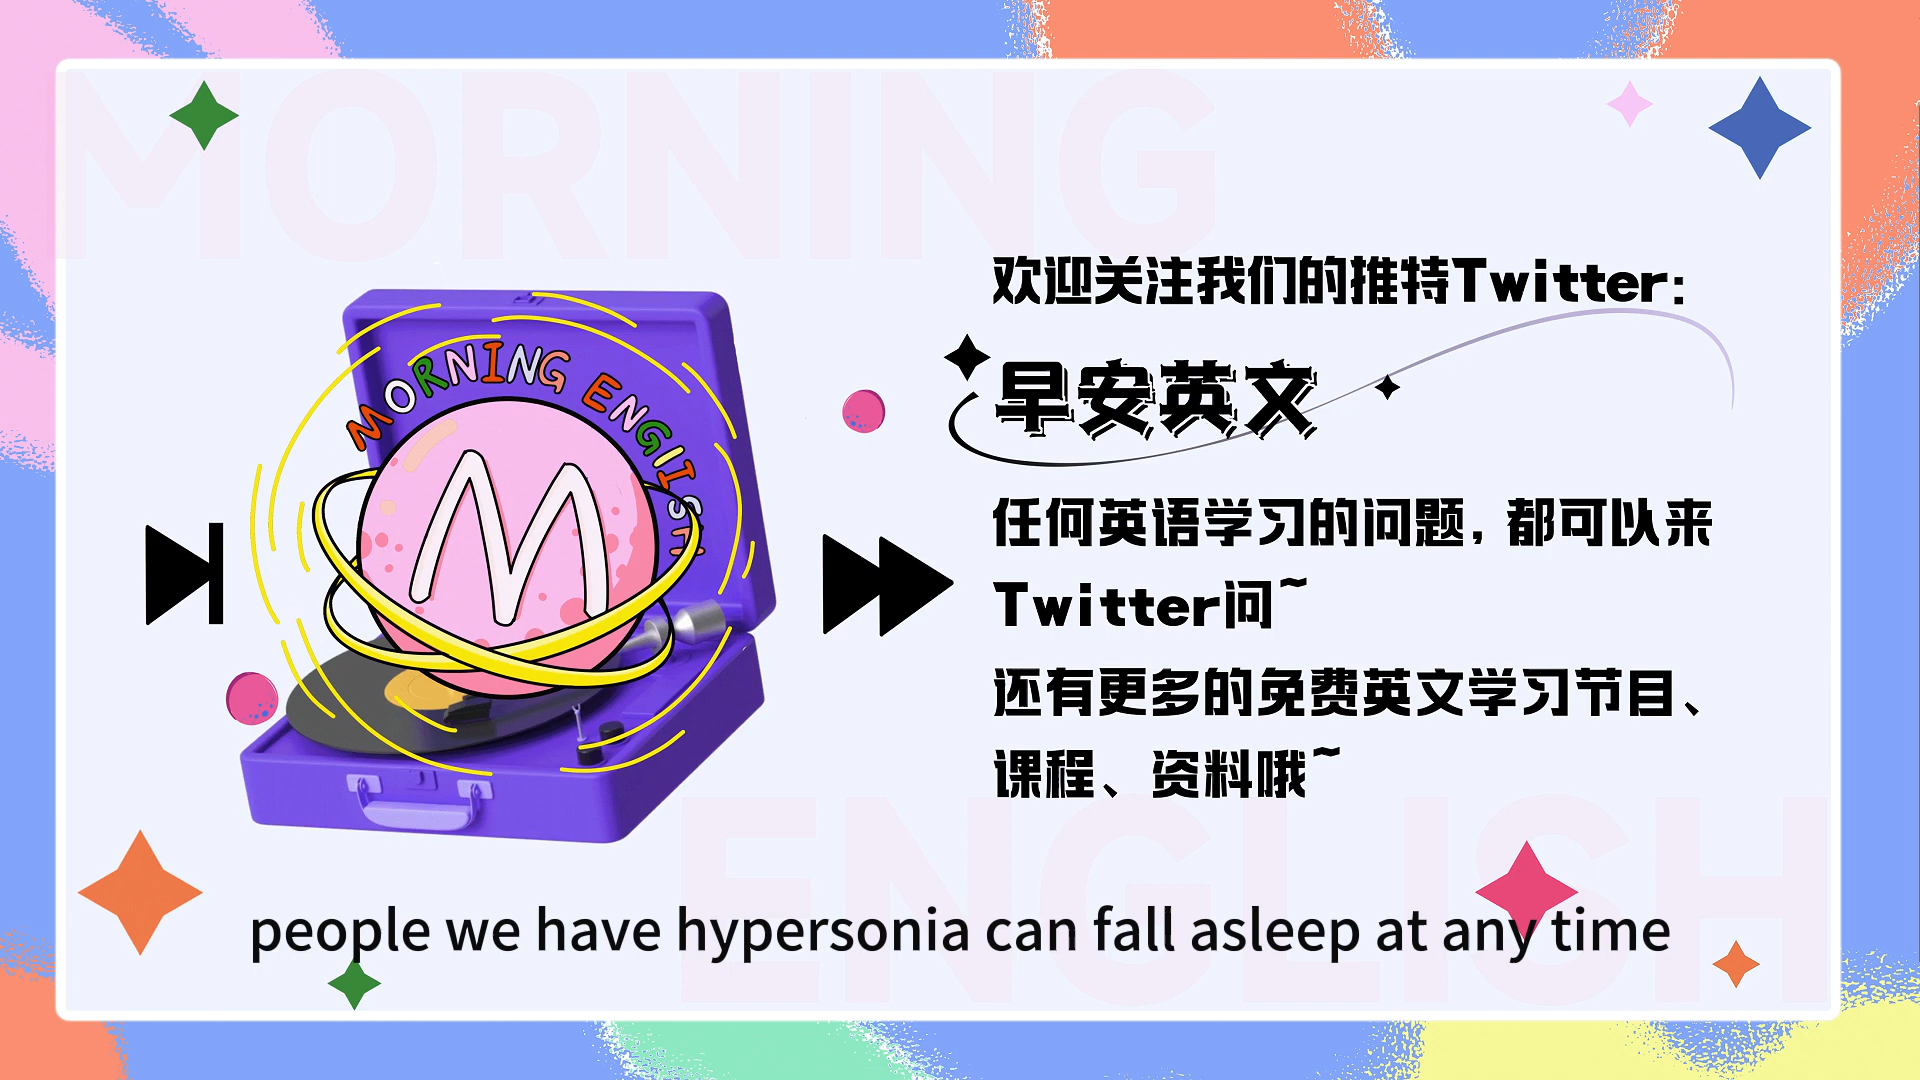 MORNING
欢迎关注我们的推特Twitter:
早安英文
MORNING ENGLISH
M
任何英语学习的问题，都可以来
Twitter问~
还有更多的免费英文学习节目、
课程、资料哦~
ENGLISH
people we have hypersonia can fall asleep at any time